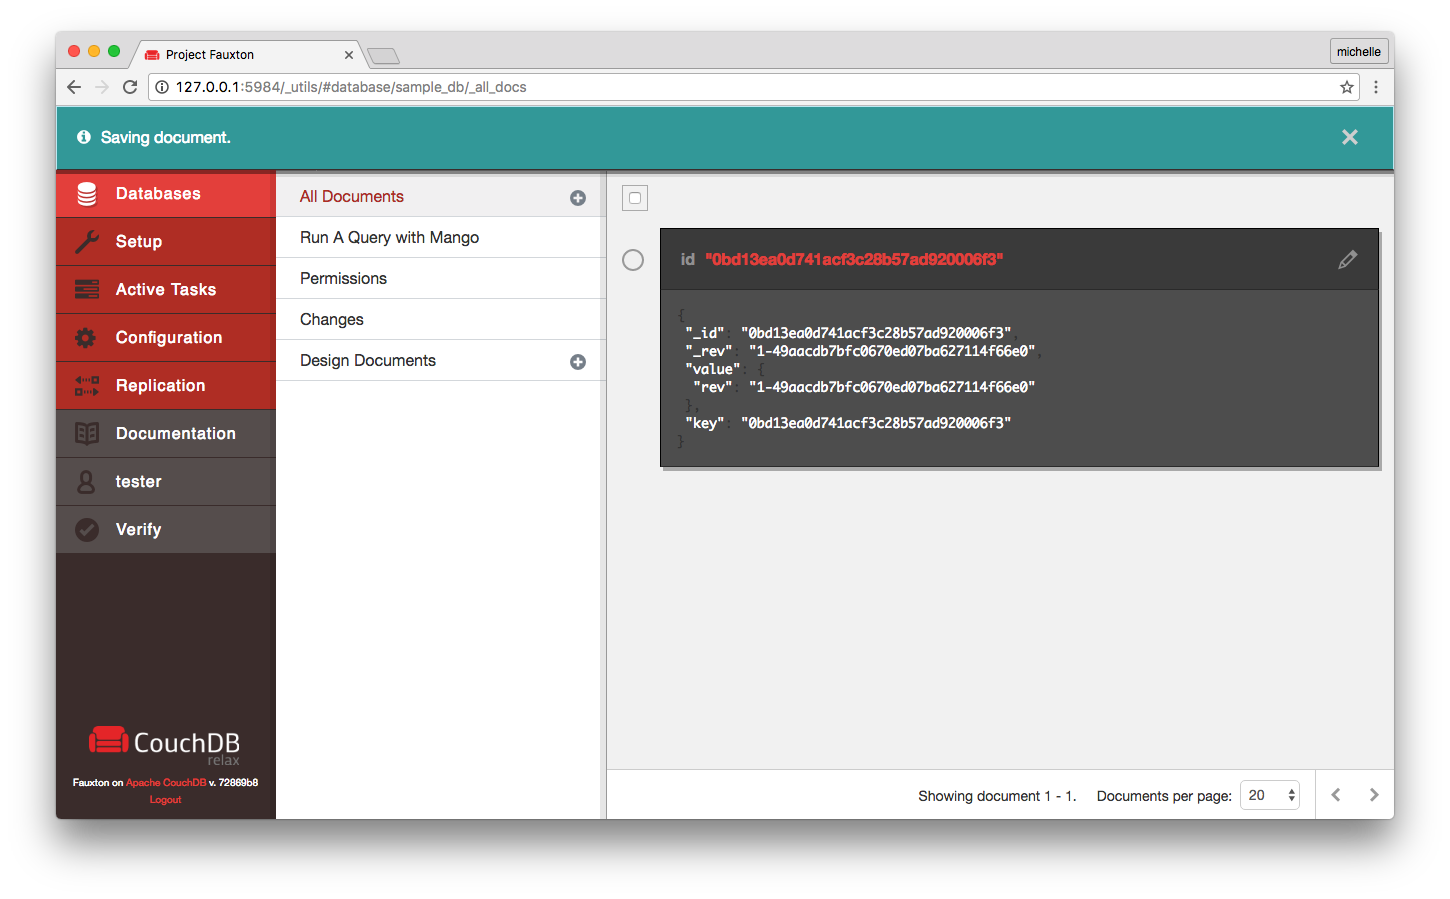 Project Fauxton
michelle
127.0.0.1:5984/_utils/#database/sample_db/_all_docs
Saving document.
Databases
Setup
Active Tasks
Configuration
Replication
Documentation
tester
Verify
CouchDB
relax
Fauxton on Apache CouchDB v. 72869b8
Logout
All Documents
Run A Query with Mango
Permissions
Changes
Design Documents
id "0bd13ea0d741acf3c28b57ad920006f3"
{
"_id": "0bd13ea0d741acf3c28b57ad920006f3",
"_rev": "1-49aacdb7bfc0670ed07ba627114f66e0",
"value": {
"rev": "1-49aacdb7bfc0670ed07ba627114f66e0"
},
"key": "0bd13ea0d741acf3c28b57ad920006f3"
}
Showing document 1 - 1. Documents per page: 20